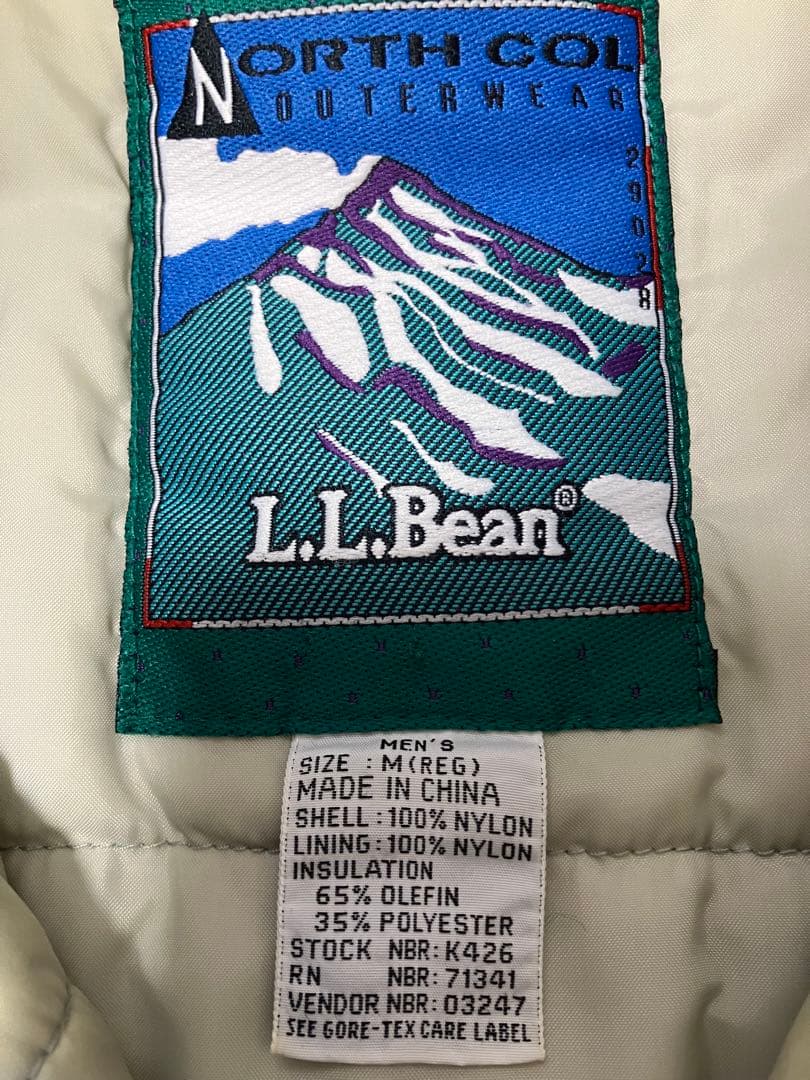 NORTH COL
OUTERWEAR
29028
L.L.Bean®
MEN'S
SIZE : M(REG)
MADE IN CHINA
SHELL : 100% NYLON
LINING : 100% NYLON
INSULATION
65% OLEFIN
35% POLYESTER
STOCK NBR: K426
RN NBR: 71341
VENDOR NBR: 03247
SEE GORE-TEX CARE LABEL